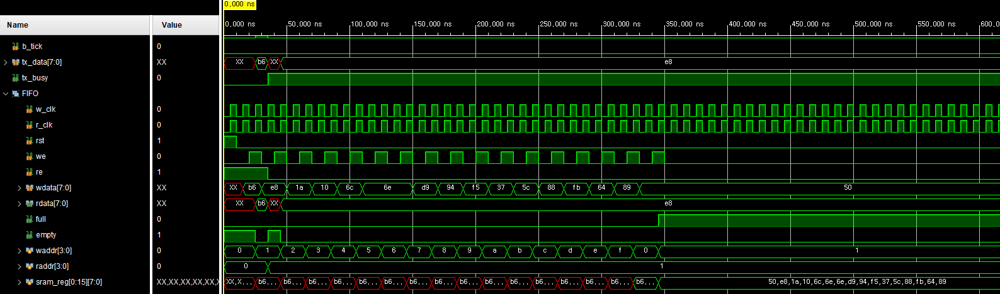 0,000 ns
Name Value
0,000 ns 50,000 ns 100,000 ns 150,000 ns 200,000 ns 250,000 ns 300,000 ns 350,000 ns 400,000 ns 450,000 ns 500,000 ns 550,000 ns 600,0
b_tick 0
tx_data[7:0] XX XX b6 XX e8
tx_busy 0
FIFO
w_clk 0
r_clk 0
rst 1
we 0
re 1
wdata[7:0] XX XX b6 e8 1a 10 6c 6e d9 94 f5 37 5c 88 fb 64 89 50
rdata[7:0] XX XX b6 XX e8
full 0
empty 1
waddr[3:0] 0 0 1 2 3 4 5 6 7 8 9 a b c d e f 0 1
raddr[3:0] 0 0 1
sram_reg[0:15][7:0] XX,XX,XX,XX,XX,X XX,X... b6... b6... b6... b6... b6... b6... b6... b6... b6... b6... b6... b6... b6... b6... b6... b6... 50,e8,1a,10,6c,6e,6e,d9,94,f5,37,5c,88,fb,64,89